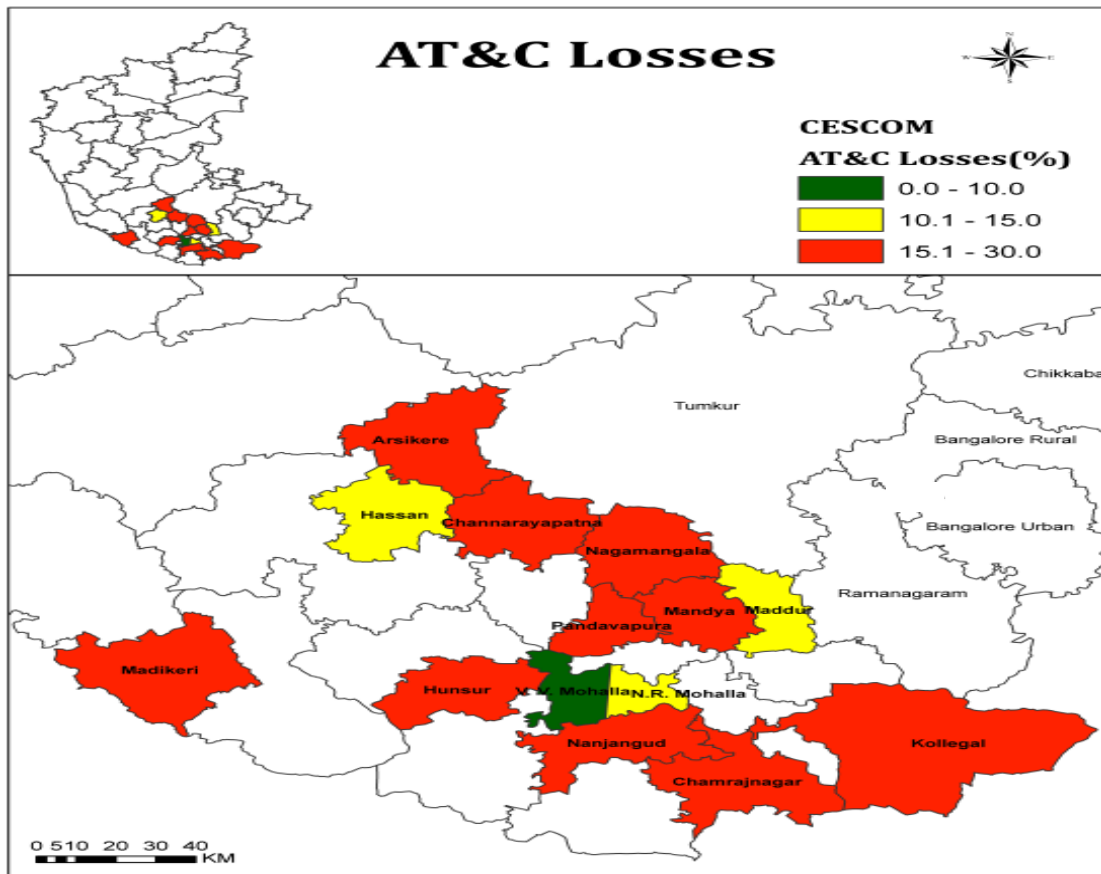 AT&C Losses
N
W E
S
CESCOM
AT&C Losses(%)
0.0 - 10.0
10.1 - 15.0
15.1 - 30.0
Chikkaba
Tumkur
Arsikere
Bangalore Rural
Hassan
Channarayapatna
Bangalore Urban
Nagamangala
Ramanagaram
Mandya
Maddur
Pandavapura
Madikeri
Hunsur
V.V. Mohalla
N.R. Mohalla
Nanjangud
Kollegal
Chamrajnagar
0 510 20 30 40
KM